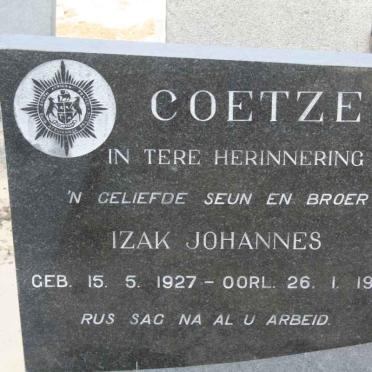 COETZE
IN TERE HERINNERING
'N GELIEFDE SEUN EN BROER
IZAK JOHANNES
GEB. 15. 5. 1927 – OORL. 26. 1. 19
RUS SAG NA AL U ARBEID.